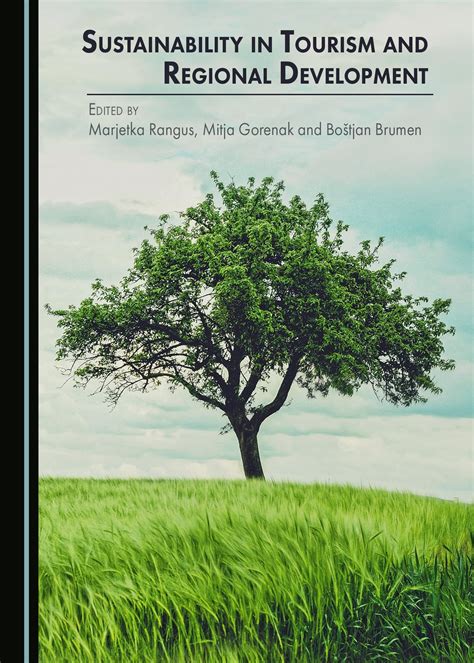 SUSTAINABILITY IN TOURISM AND
REGIONAL DEVELOPMENT
EDITED BY
Marjetka Rangus, Mitja Gorenak and Boštjan Brumen